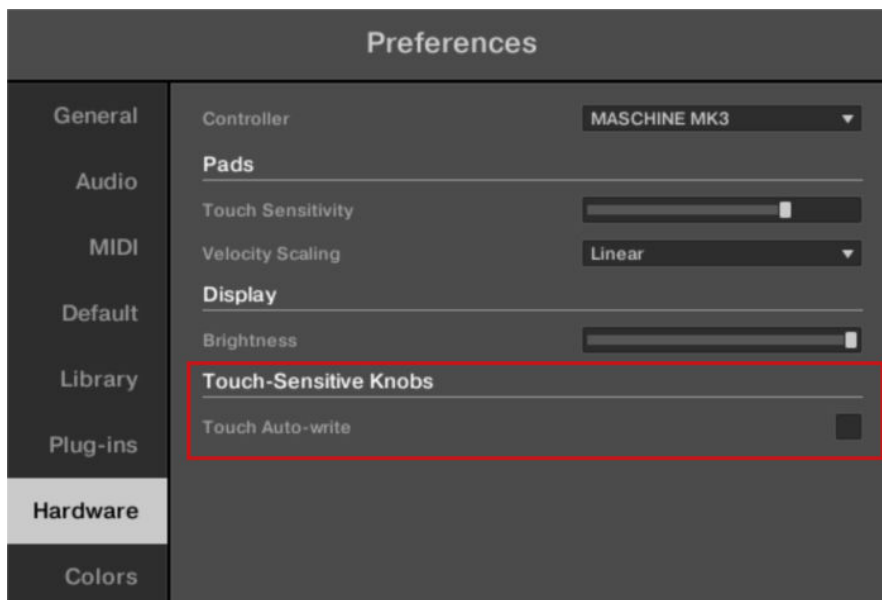 Preferences
General
Audio
MIDI
Default
Library
Plug-ins
Hardware
Colors
Controller MASCHINE MK3
Pads
Touch Sensitivity
Velocity Scaling Linear
Display
Brightness
Touch-Sensitive Knobs
Touch Auto-write